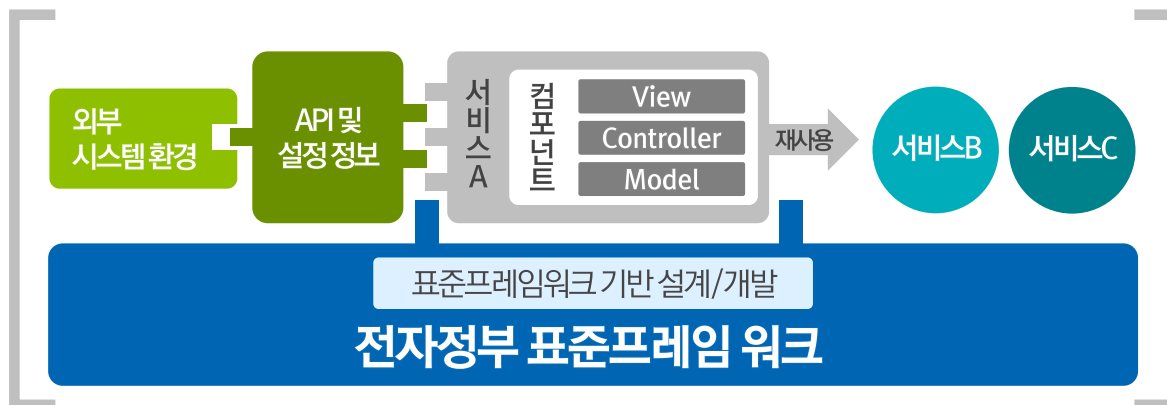 외부
시스템 환경
API 및
설정 정보
서비스A
컴포넌트
View
Controller
Model
재사용
서비스B
서비스C
표준프레임워크 기반 설계/개발
전자정부 표준프레임 워크